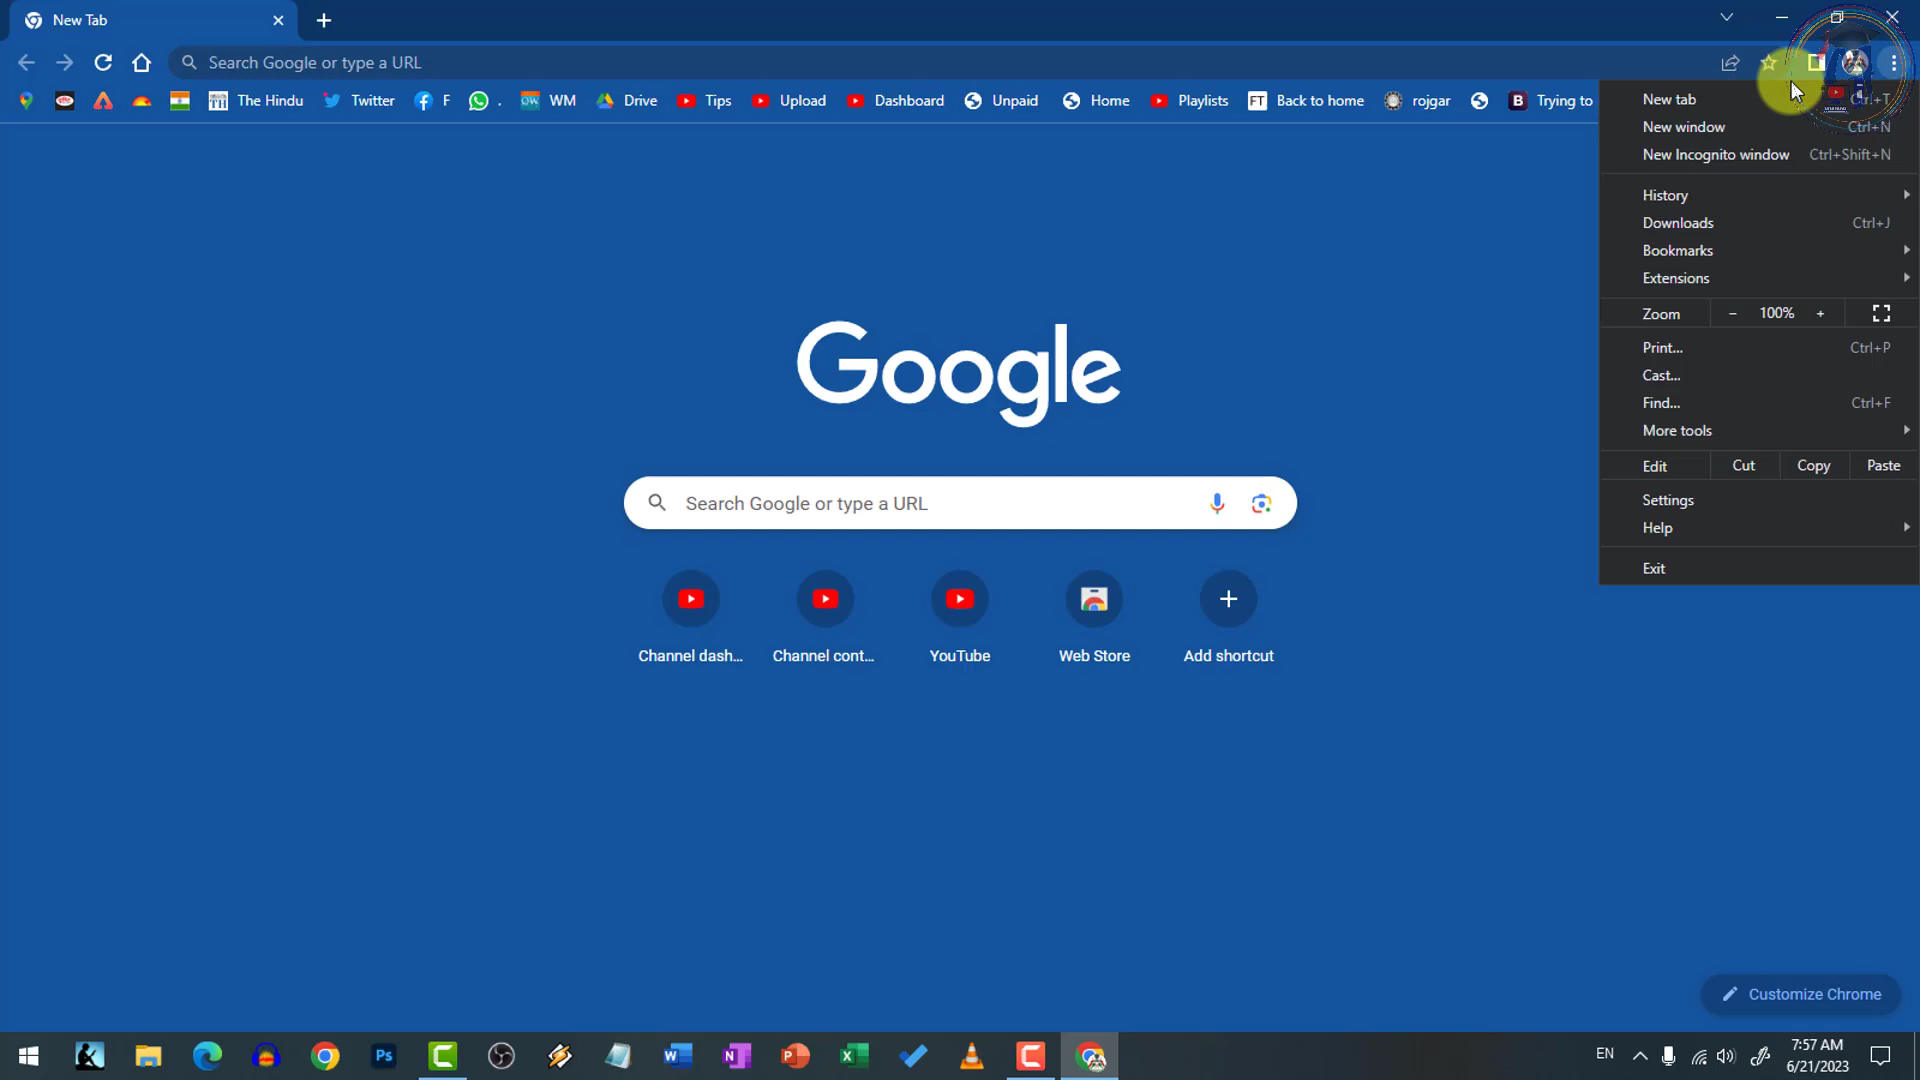 New Tab
Search Google or type a URL
The Hindu Twitter F . WM Drive Tips Upload Dashboard Unpaid Home Playlists FT Back to home rojgar B Trying to
New tab Ctrl+T
New window Ctrl+N
New Incognito window Ctrl+Shift+N
History
Downloads Ctrl+J
Bookmarks
Extensions
Zoom - 100% +
Print... Ctrl+P
Cast...
Find... Ctrl+F
More tools
Edit Cut Copy Paste
Settings
Help
Exit
Google
Search Google or type a URL
Channel dash... Channel cont... YouTube Web Store Add shortcut
Customize Chrome
EN
7:57 AM
6/21/2023